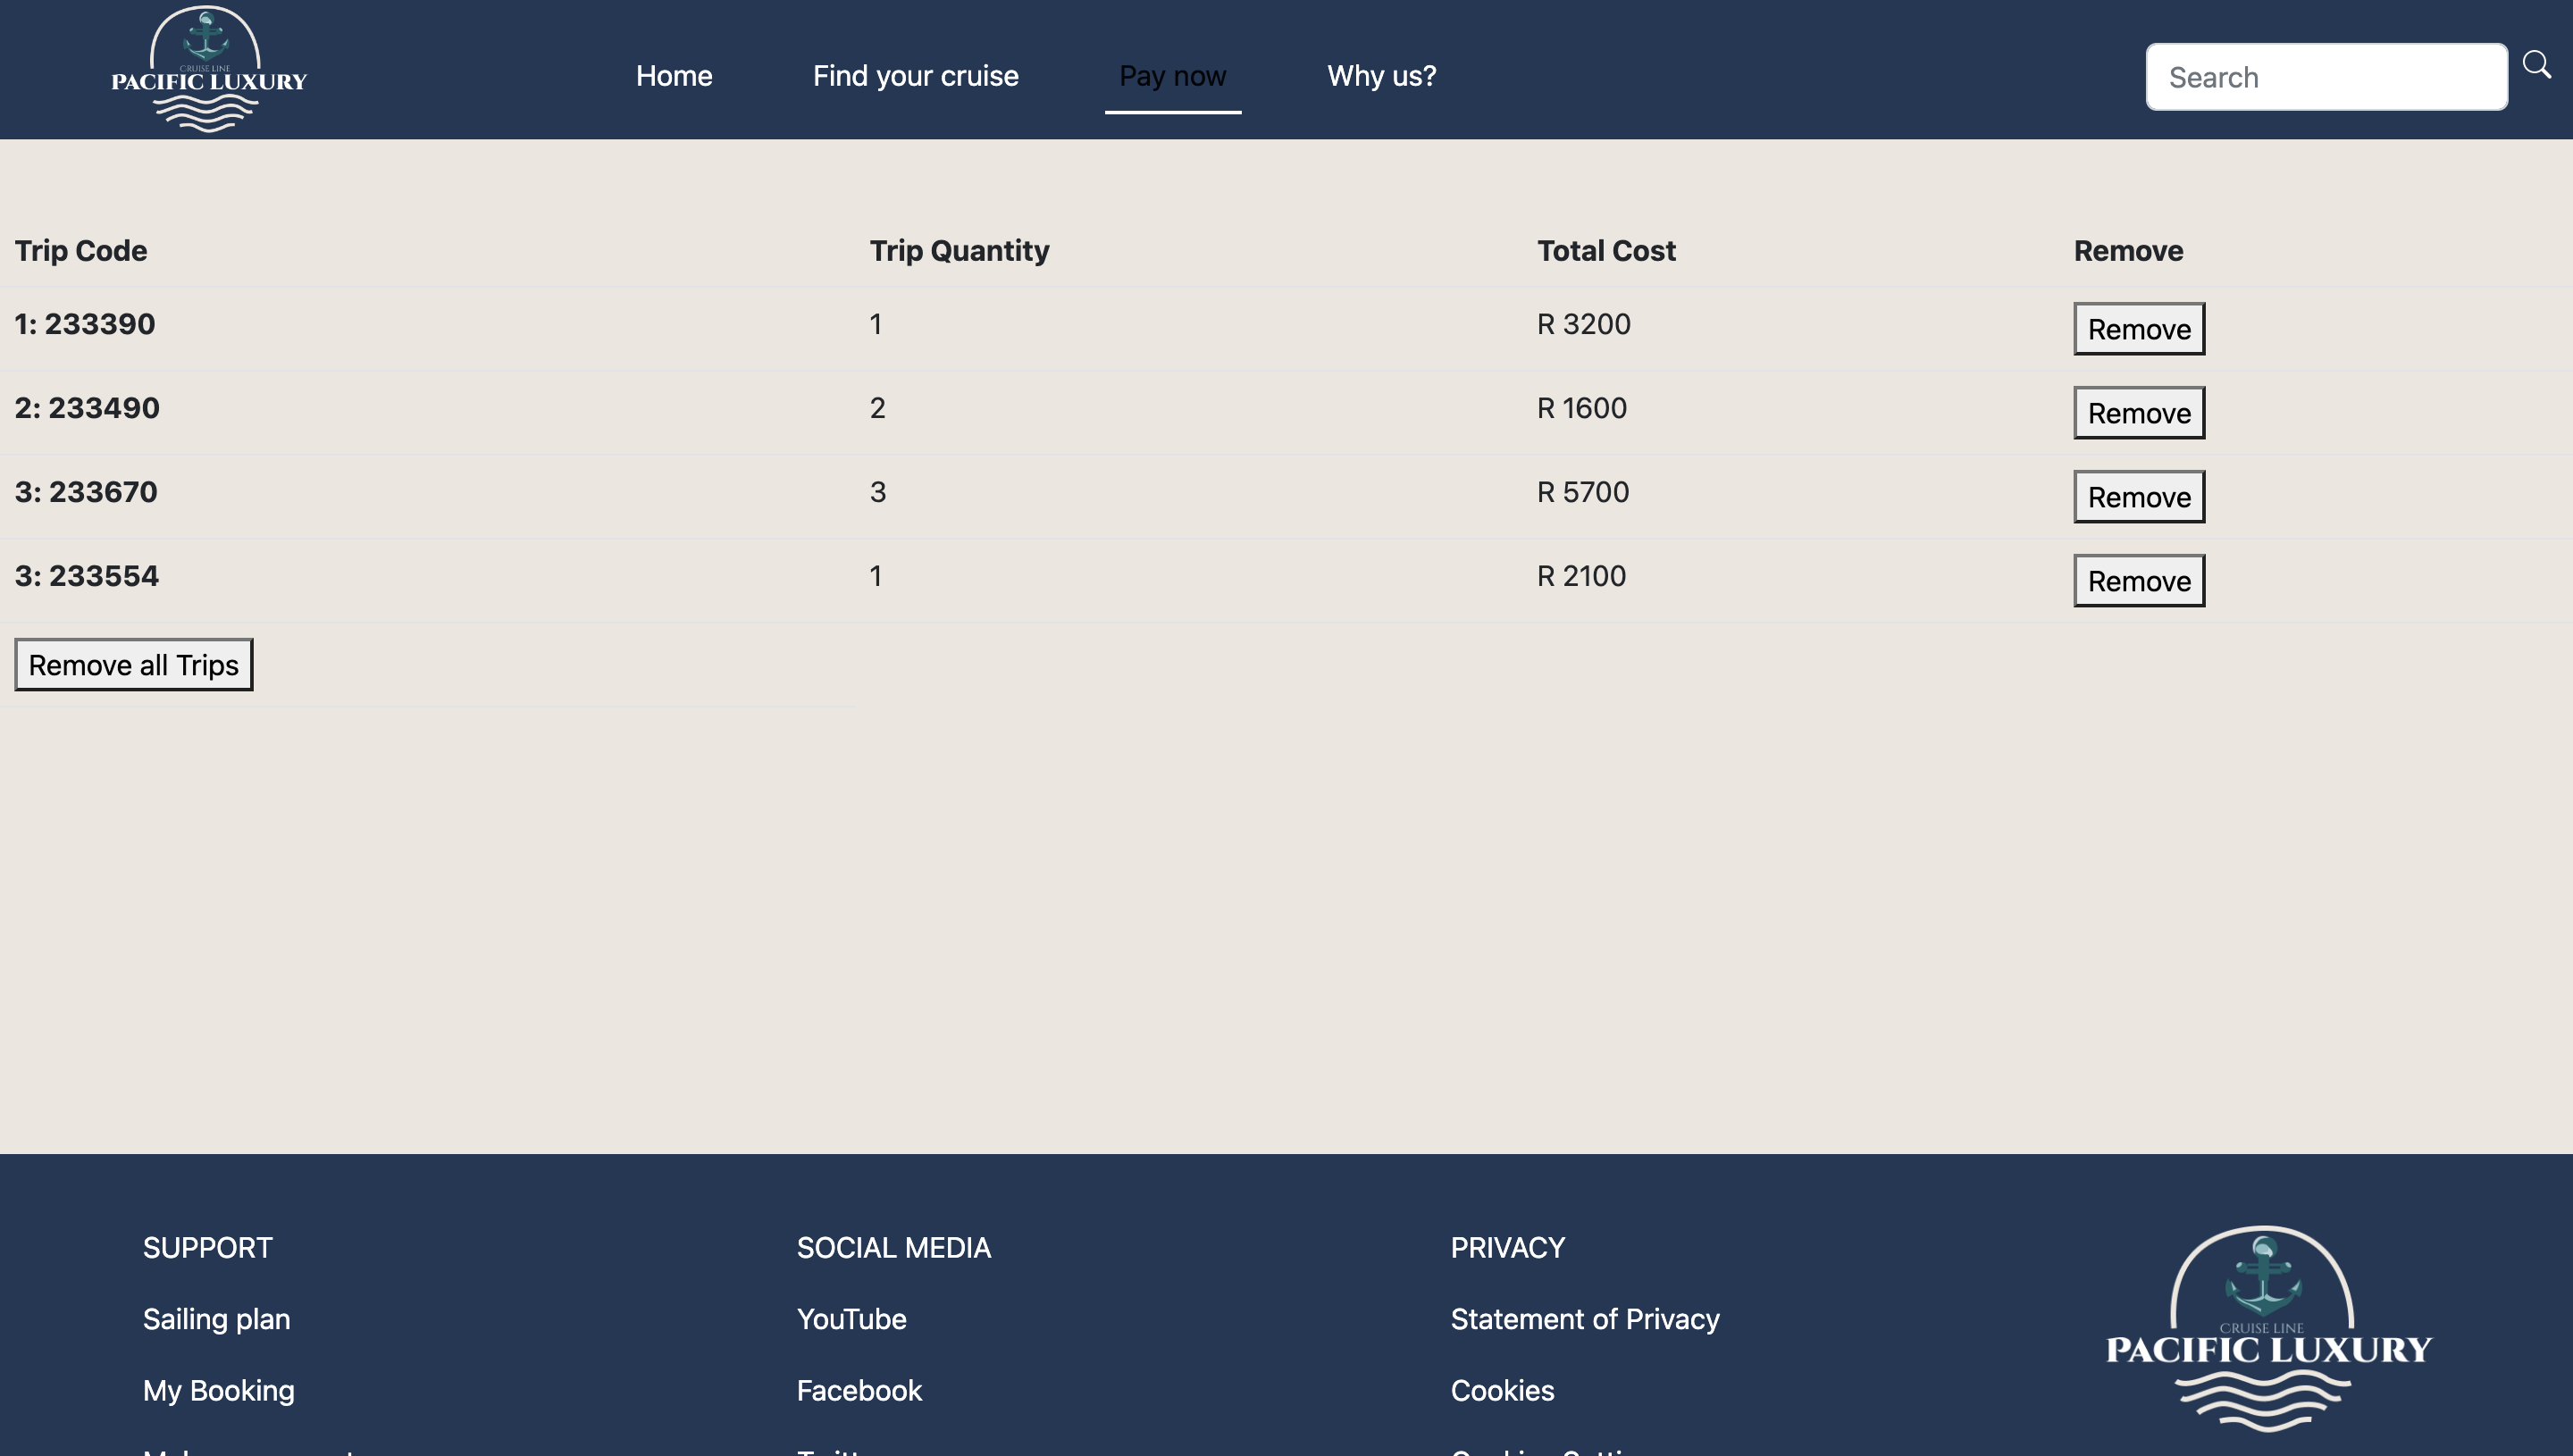 CRUISE LINE
PACIFIC LUXURY
Home Find your cruise Pay now Why us? Search
Trip Code Trip Quantity Total Cost Remove
1: 233390 1 R 3200 Remove
2: 233490 2 R 1600 Remove
3: 233670 3 R 5700 Remove
3: 233554 1 R 2100 Remove
Remove all Trips
SUPPORT SOCIAL MEDIA PRIVACY
Sailing plan YouTube Statement of Privacy
CRUISE LINE
PACIFIC LUXURY
My Booking Facebook Cookies